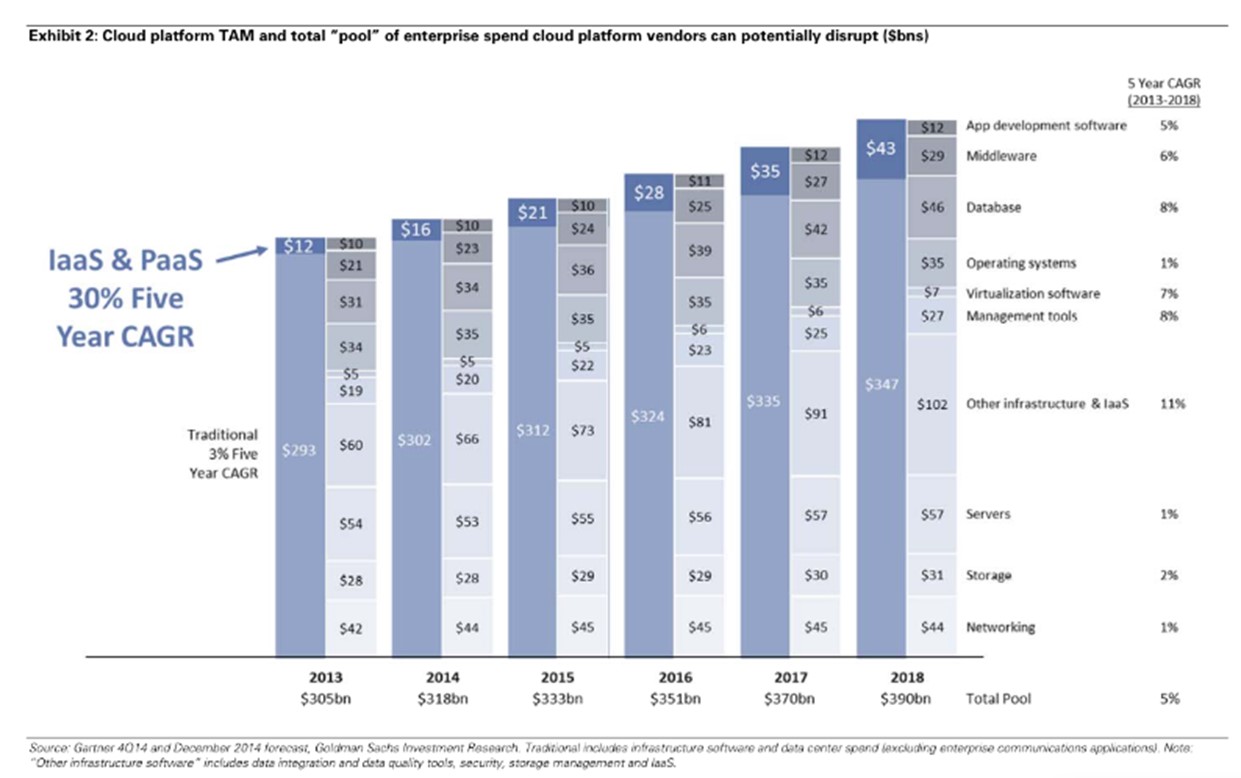 Exhibit 2: Cloud platform TAM and total "pool" of enterprise spend cloud platform vendors can potentially disrupt ($bns)
5 Year CAGR
(2013-2018)
$43 $12 App development software 5%
$29 Middleware 6%
$46 Database 8%
$35 Operating systems 1%
$7 Virtualization software 7%
$27 Management tools 8%
$347 $102 Other infrastructure & IaaS 11%
$57 Servers 1%
$31 Storage 2%
$44 Networking 1%
$35 $12
$27
$42
$35
$6
$25
$335 $91
$57
$30
$45
$28 $11
$25
$39
$35
$6
$23
$324 $81
$56
$29
$45
$21 $10
$24
$36
$35
$5
$22
$312 $73
$55
$29
$45
$16 $10
$23
$34
$35
$5
$20
$302 $66
$53
$28
$44
$12 $10
$21
$31
$34
$5
$19
$293 $60
$54
$28
$42
IaaS & PaaS
30% Five
Year CAGR
Traditional
3% Five
Year CAGR
2013 2014 2015 2016 2017 2018
$305bn $318bn $333bn $351bn $370bn $390bn Total Pool 5%
Source: Gartner 4Q14 and December 2014 forecast, Goldman Sachs Investment Research. Traditional includes infrastructure software and data center spend (excluding enterprise communications applications). Note:
"Other infrastructure software" includes data integration and data quality tools, security, storage management and IaaS.